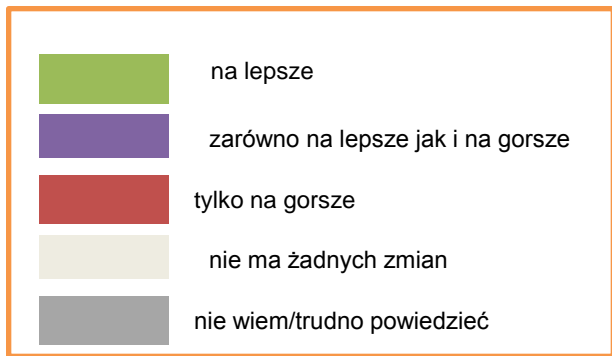 na lepsze
zarówno na lepsze jak i na gorsze
tylko na gorsze
nie ma żadnych zmian
nie wiem/trudno powiedzieć